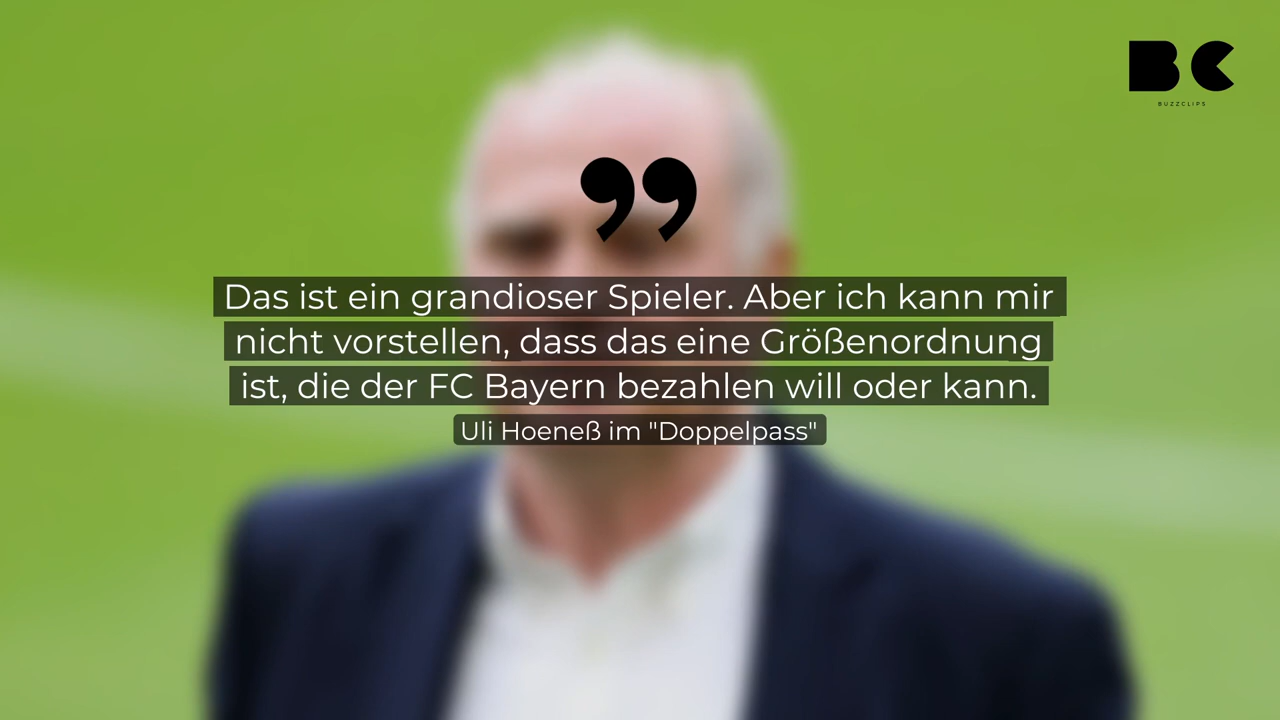 BC
BUZZCLIPS
”
Das ist ein grandioser Spieler. Aber ich kann mir
nicht vorstellen, dass das eine Größenordnung
ist, die der FC Bayern bezahlen will oder kann.
Uli Hoeneß im "Doppelpass"